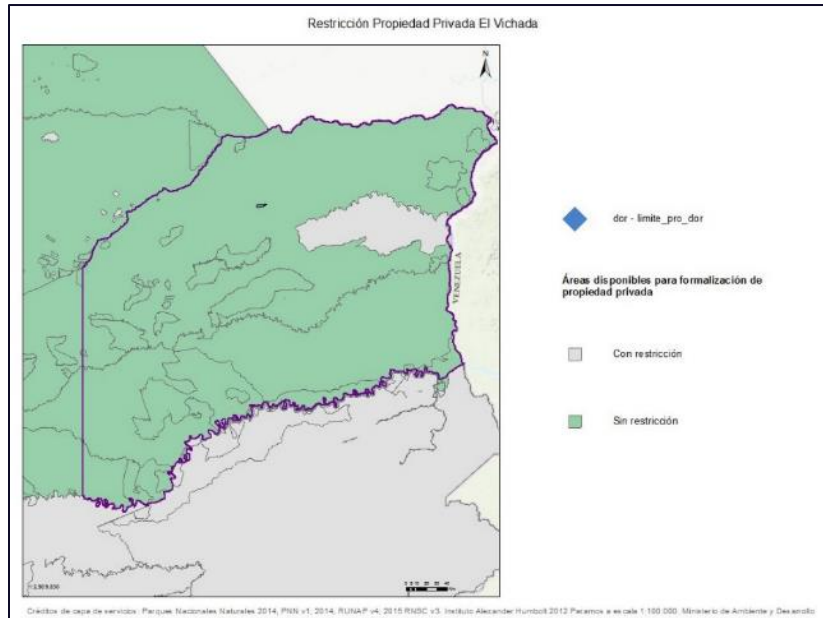 Restricción Propiedad Privada El Vichada
N
VENEZUELA
dor - limite_pro_dor
Áreas disponibles para formalización de
propiedad privada
Con restricción
Sin restricción
Créditos de capa de servicios: Parques Nacionales Naturales 2014, PNN v1, 2014, RUNAP v4, 2015 RNSC v3. Instituto Alexander Humbolt 2012 Paramos a escala 1:100.000. Ministerio de Ambiente y Desarrollo